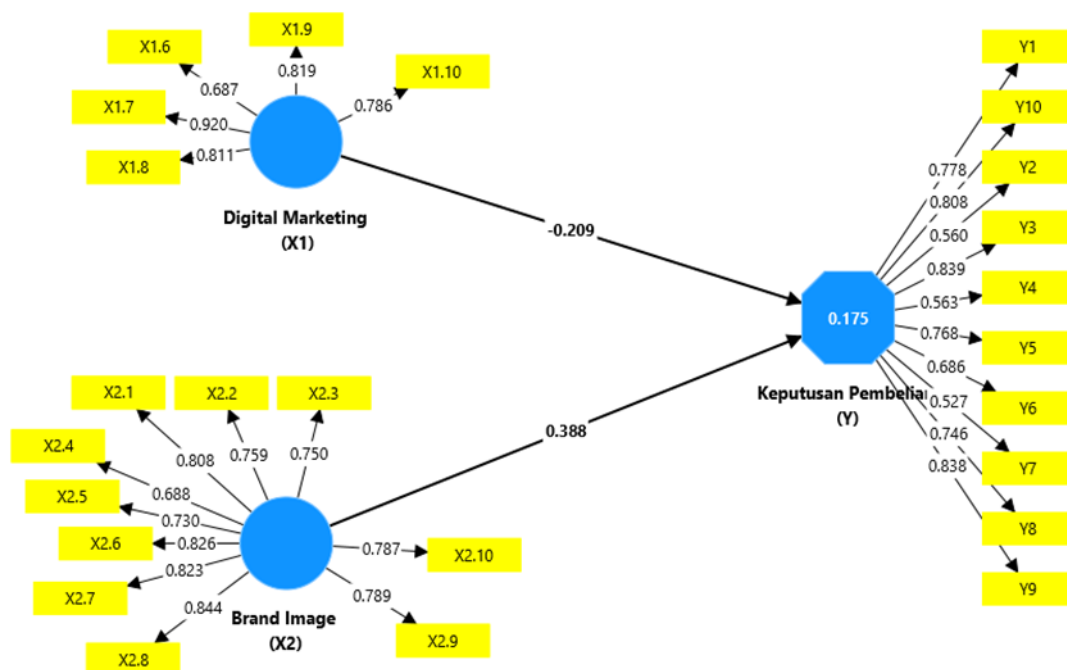 X1.9
X1.6
X1.10
0.819
0.687
0.786
X1.7
0.920
X1.8
0.811
Digital Marketing
(X1)
-0.209
Y1
Y10
Y2
Y3
Y4
Y5
Y6
Y7
Y8
Y9
0.778
0.808
0.560
0.839
0.563
0.768
0.686
0.527
0.746
0.838
0.175
Keputusan Pembelia
(Y)
0.388
X2.1
X2.2
X2.3
X2.4
0.808
0.759
0.750
X2.5
0.688
0.730
X2.6
0.826
X2.7
0.823
0.844
X2.8
0.787
X2.10
0.789
X2.9
Brand Image
(X2)